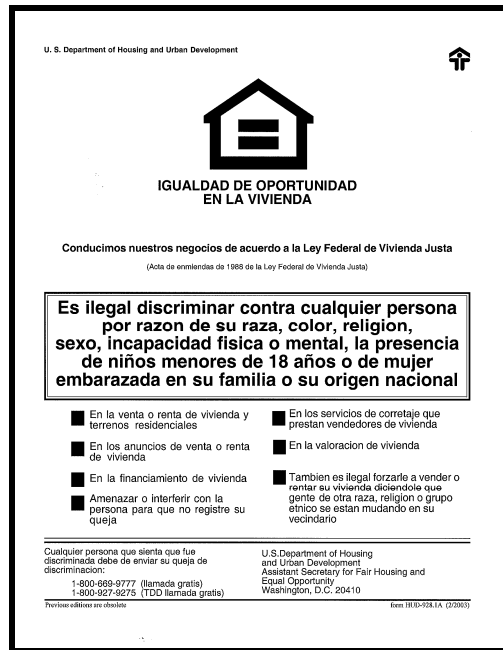 U. S. Department of Housing and Urban Development
IGUALDAD DE OPORTUNIDAD
EN LA VIVIENDA
Conducimos nuestros negocios de acuerdo a la Ley Federal de Vivienda Justa
(Acta de enmiendas de 1988 de la Ley Federal de Vivienda Justa)
Es ilegal discriminar contra cualquier persona
por razon de su raza, color, religion,
sexo, incapacidad fisica o mental, la presencia
de niños menores de 18 años o de mujer
embarazada en su familia o su origen nacional
En la venta o renta de vivienda y
terrenos residenciales
En los anuncios de venta o renta
de vivienda
En la financiamiento de vivienda
Amenazar o interferir con la
persona para que no registre su
queja
En los servicios de corretaje que
prestan vendedores de vivienda
En la valoracion de vivienda
Tambien es ilegal forzarle a vender o
rentar su vivienda diciendole que
gente de otra raza, religion o grupo
etnico se estan mudando en su
vecindario
Cualquier persona que sienta que fue
discriminada debe de enviar su queja de
discriminacion:
1-800-669-9777 (llamada gratis)
1-800-927-9275 (TDD llamada gratis)
U.S.Department of Housing
and Urban Development
Assistant Secretary for Fair Housing and
Equal Opportunity
Washington, D.C. 20410
Previous editions are obsolete
form HUD-928.1A (2/2003)